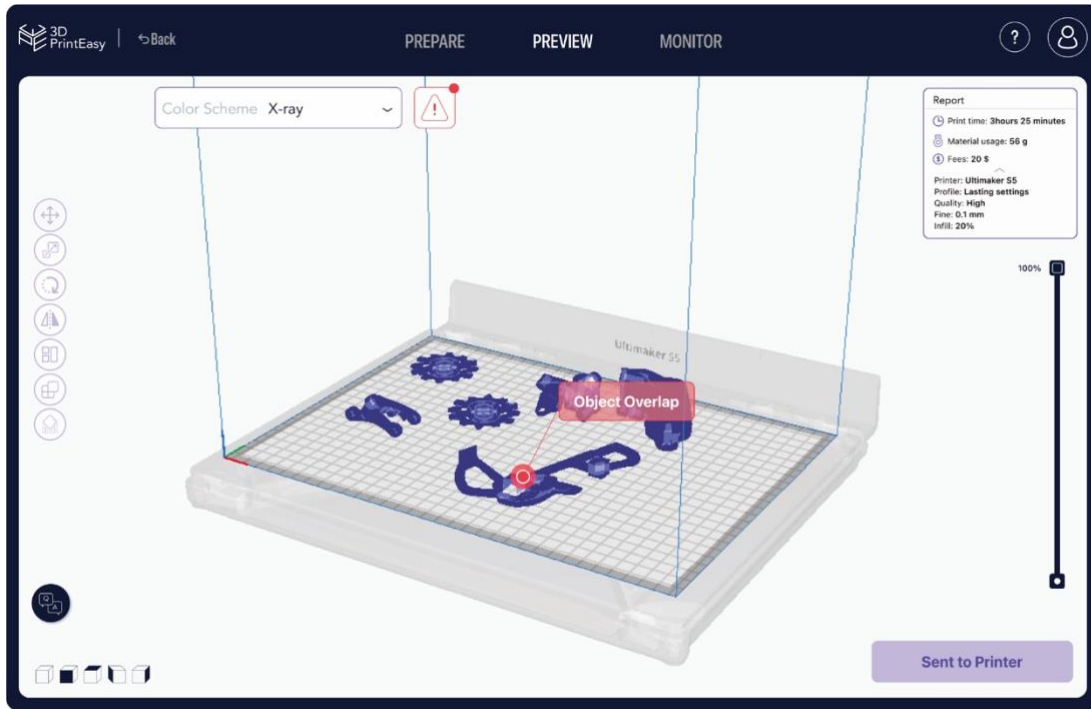 3D
PrintEasy
Back
PREPARE
PREVIEW
MONITOR
?
Color Scheme X-ray
!
Report
Print time: 3hours 25 minutes
Material usage: 56 g
$ Fees: 20 $
Printer: Ultimaker S5
Profile: Lasting settings
Quality: High
Fine: 0.1 mm
Infill: 20%
100%
Ultimaker S5
Object Overlap
Q
A
Sent to Printer